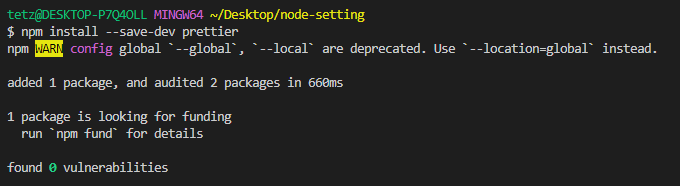 tetz@DESKTOP-P7Q4OLL MINGW64 ~/Desktop/node-setting
$ npm install --save-dev prettier
npm WARN config global `--global`, `--local` are deprecated. Use `--location=global` instead.
added 1 package, and audited 2 packages in 660ms
1 package is looking for funding
  run `npm fund` for details
found 0 vulnerabilities